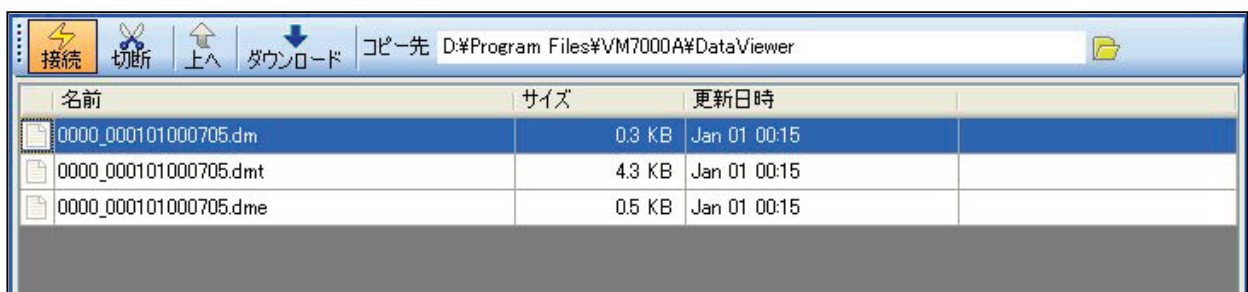 接続 切断 上へ ダウンロード コピー先 D:¥Program Files¥VM7000A¥DataViewer
名前 サイズ 更新日時
0000_000101000705.dm 0.3 KB Jan 01 00:15
0000_000101000705.dmt 4.3 KB Jan 01 00:15
0000_000101000705.dme 0.5 KB Jan 01 00:15